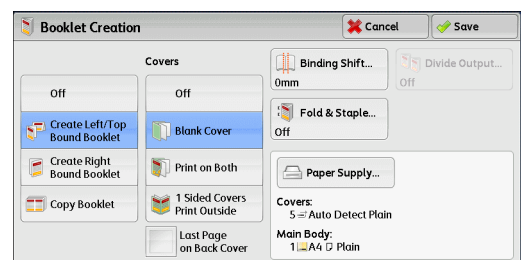 Booklet Creation
Cancel
Save
Off
Create Left/Top
Bound Booklet
Create Right
Bound Booklet
Copy Booklet
Covers
Off
Blank Cover
Print on Both
1 Sided Covers
Print Outside
Last Page
on Back Cover
Binding Shift...
0mm
Divide Output...
Off
Fold & Staple...
Off
Paper Supply...
Covers:
5 Auto Detect Plain
Main Body:
1 A4 Plain